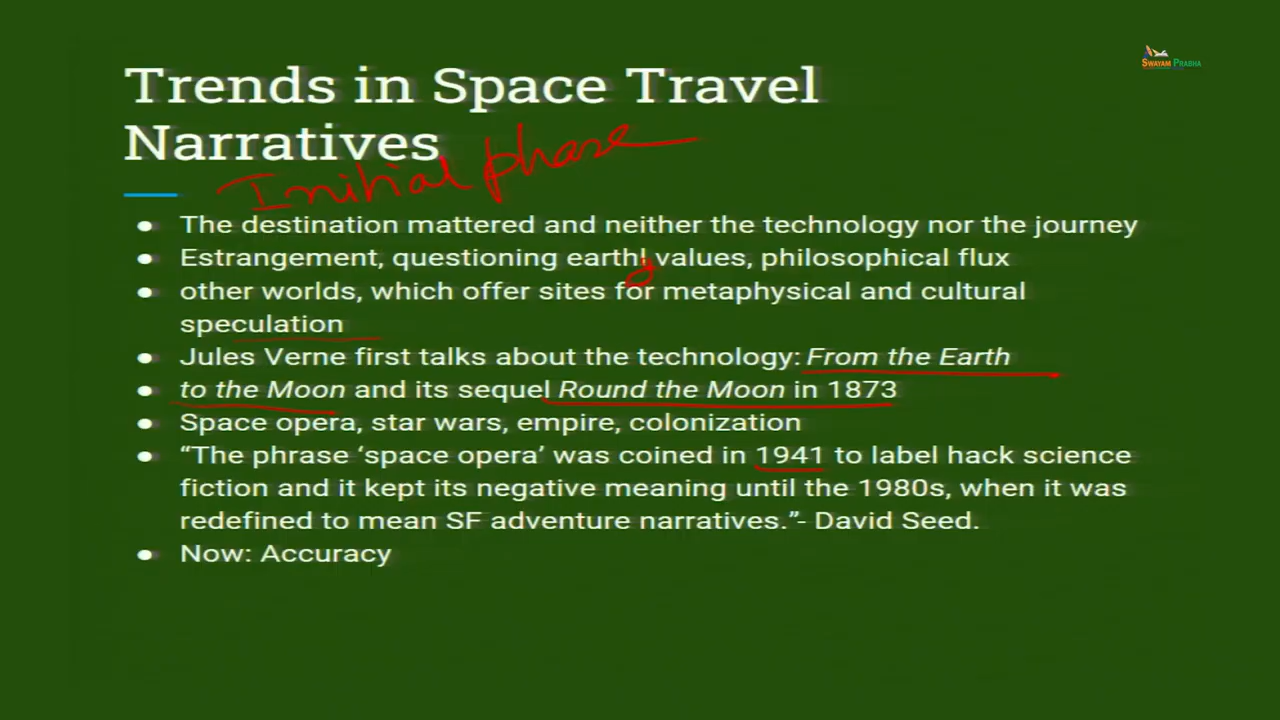 SWAYAM PRABHA
Trends in Space Travel
Narratives
Initial phase
● The destination mattered and neither the technology nor the journey
● Estrangement, questioning earthly values, philosophical flux
● other worlds, which offer sites for metaphysical and cultural
speculation
● Jules Verne first talks about the technology: From the Earth
● to the Moon and its sequel Round the Moon in 1873
● Space opera, star wars, empire, colonization
● “The phrase ‘space opera’ was coined in 1941 to label hack science
fiction and it kept its negative meaning until the 1980s, when it was
redefined to mean SF adventure narratives.”- David Seed.
● Now: Accuracy